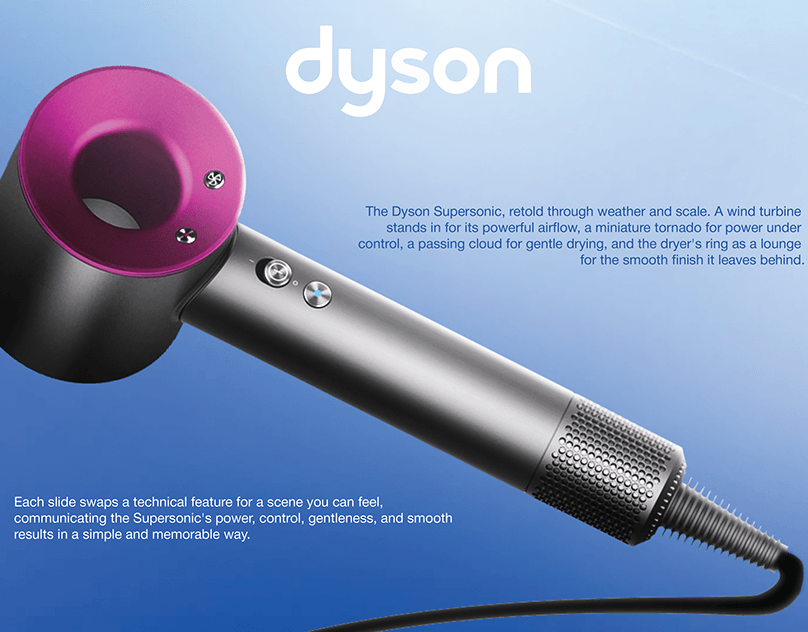 dyson
The Dyson Supersonic, retold through weather and scale. A wind turbine
stands in for its powerful airflow, a miniature tornado for power under
control, a passing cloud for gentle drying, and the dryer's ring as a lounge
for the smooth finish it leaves behind.
Each slide swaps a technical feature for a scene you can feel,
communicating the Supersonic's power, control, gentleness, and smooth
results in a simple and memorable way.